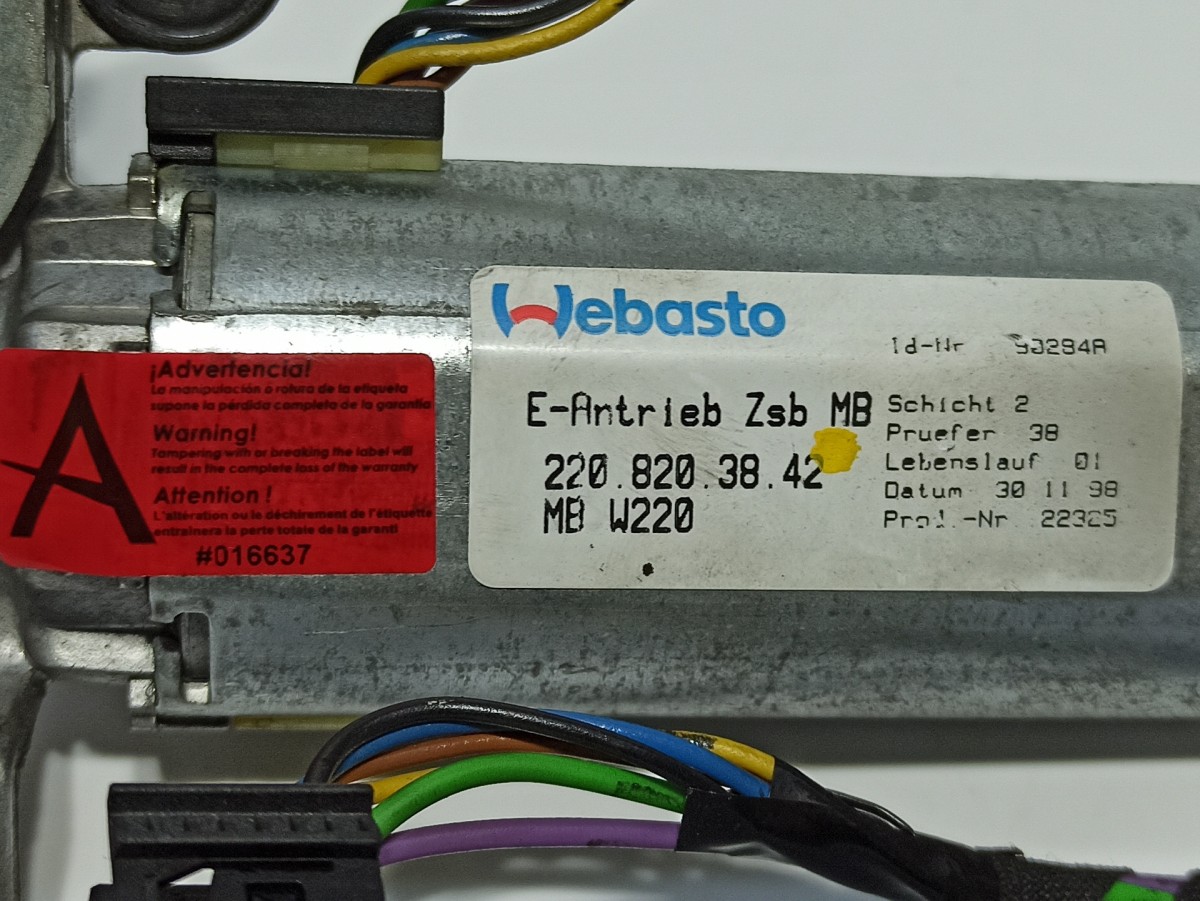 Webasto
Id-Nr 90284A
E-Antrieb Zsb MB
220.820.38.42
MB W220
Schicht 2
Pruefer 38
Lebenslauf 01
Datum 30 11 98
-Nr 22325
A
¡Advertencia!
La manipulación o rotura de la etiqueta
supone la pérdida completa de la garantía
Warning!
Tampering with or breaking the label will
result in the complete loss of the warranty
Attention !
L'altération ou le déchirement de l'étiquette
entraînera la perte totale de la garanti
#016637